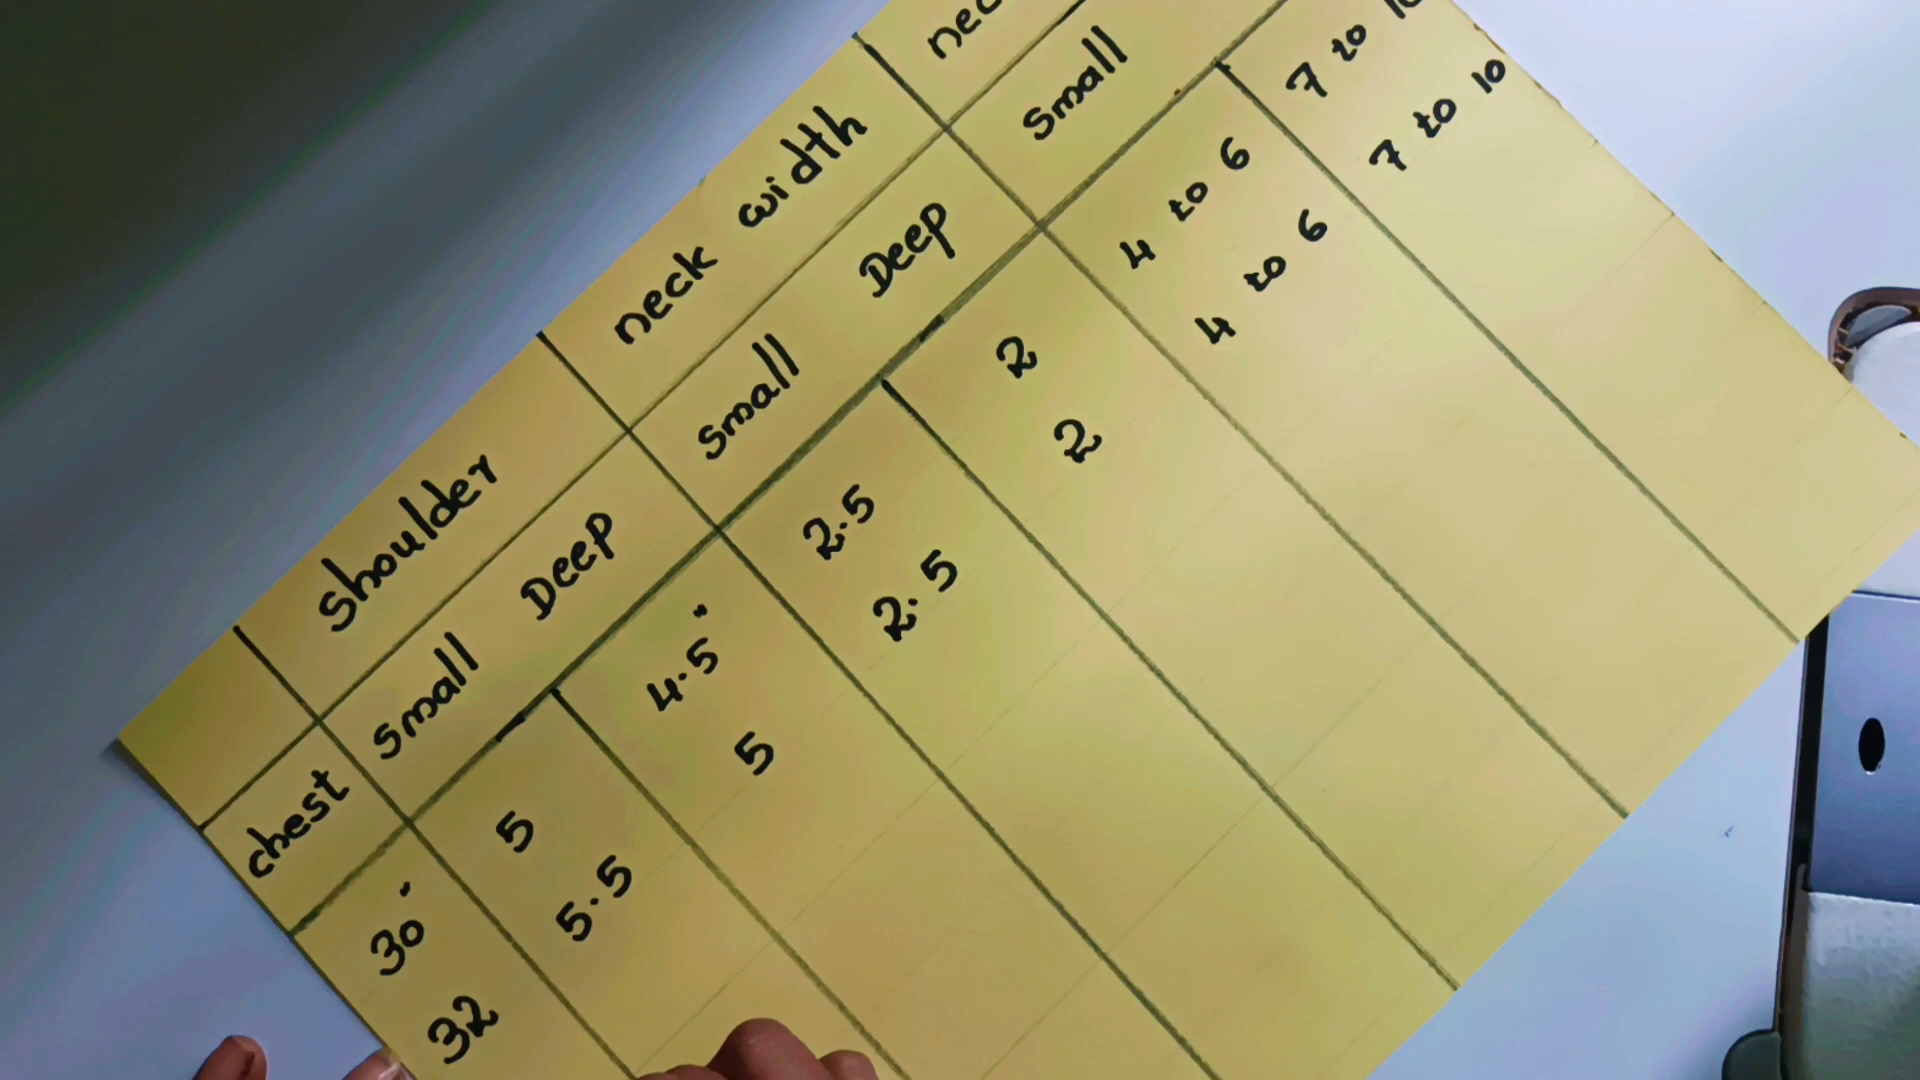 Shoulder neck width nec
chest Small Deep Small Deep Small
30" 5 4.5" 2.5 2 4 to 6 7 to 10
32 5.5 5 2.5 2 4 to 6 7 to 10